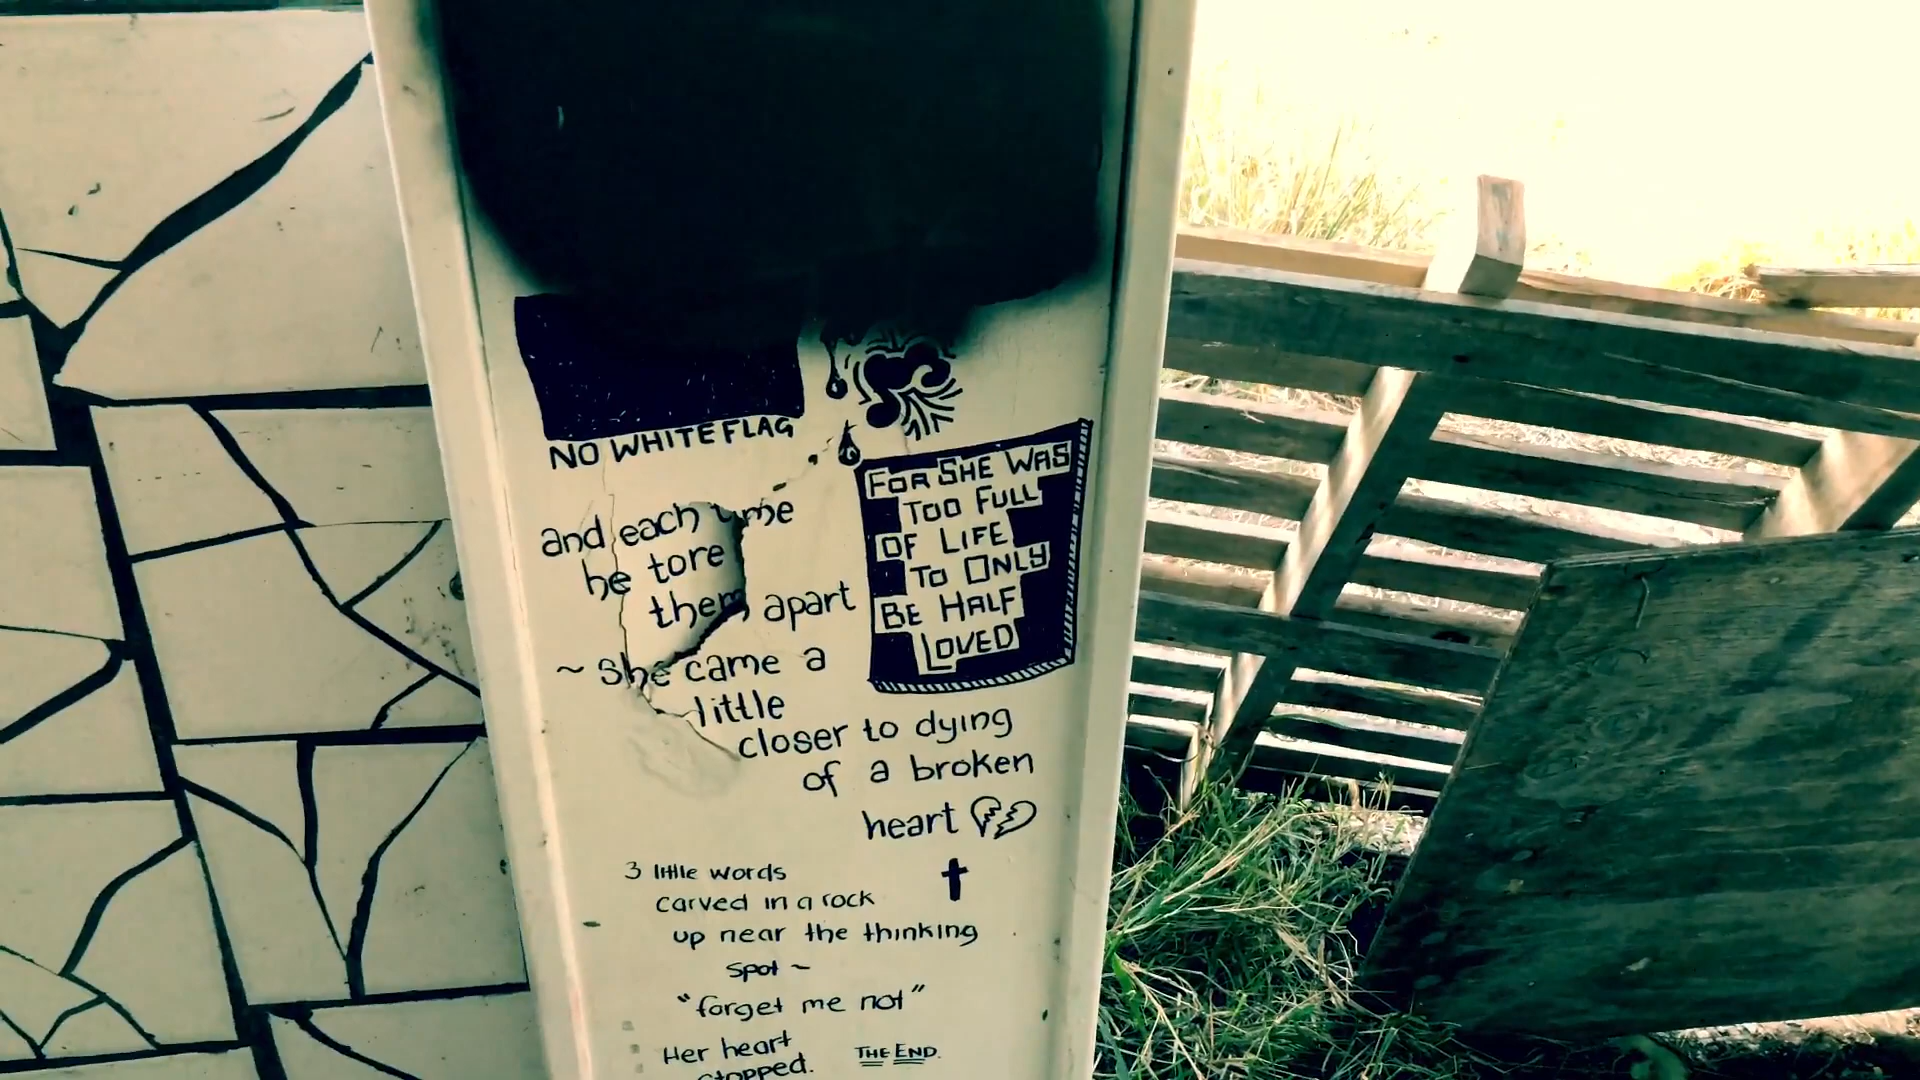 NO WHITE FLAG
and each time
he tore
them apart
~ She came a
little
closer to dying
of a broken
heart
FOR SHE WAS
TOO FULL
OF LIFE
TO ONLY
BE HALF
LOVED
3 little words
carved in a rock
up near the thinking
spot ~
"forget me not"
Her heart
stopped.
THE END.